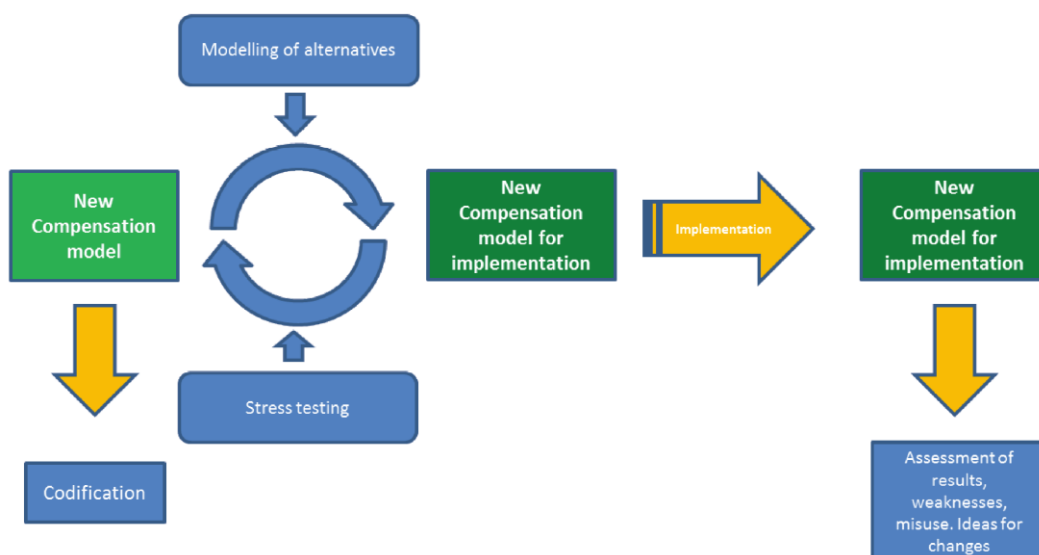 Modelling of alternatives
New
Compensation
model
New
Compensation
model for
implementation
Implementation
New
Compensation
model for
implementation
Stress testing
Codification
Assessment of
results,
weaknesses,
misuse. Ideas for
changes